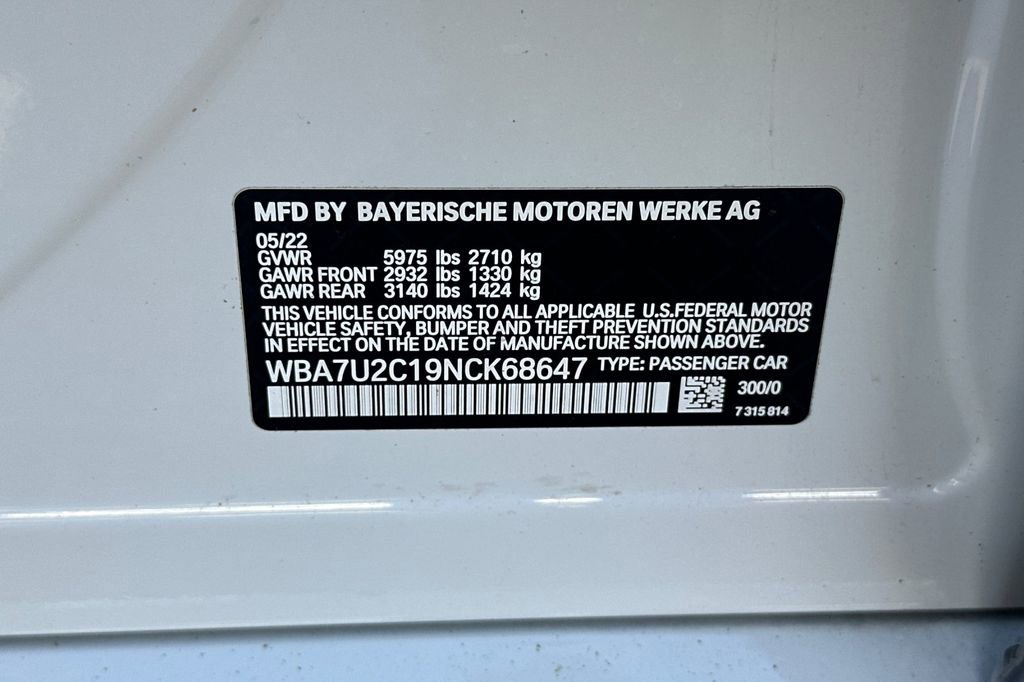 MFD BY BAYERISCHE MOTOREN WERKE AG
05/22
GVWR 5975 lbs 2710 kg
GAWR FRONT 2932 lbs 1330 kg
GAWR REAR 3140 lbs 1424 kg
THIS VEHICLE CONFORMS TO ALL APPLICABLE U.S.FEDERAL MOTOR
VEHICLE SAFETY, BUMPER AND THEFT PREVENTION STANDARDS
IN EFFECT ON THE DATE OF MANUFACTURE SHOWN ABOVE.
WBA7U2C19NCK68647 TYPE: PASSENGER CAR
300/0
7 315 814